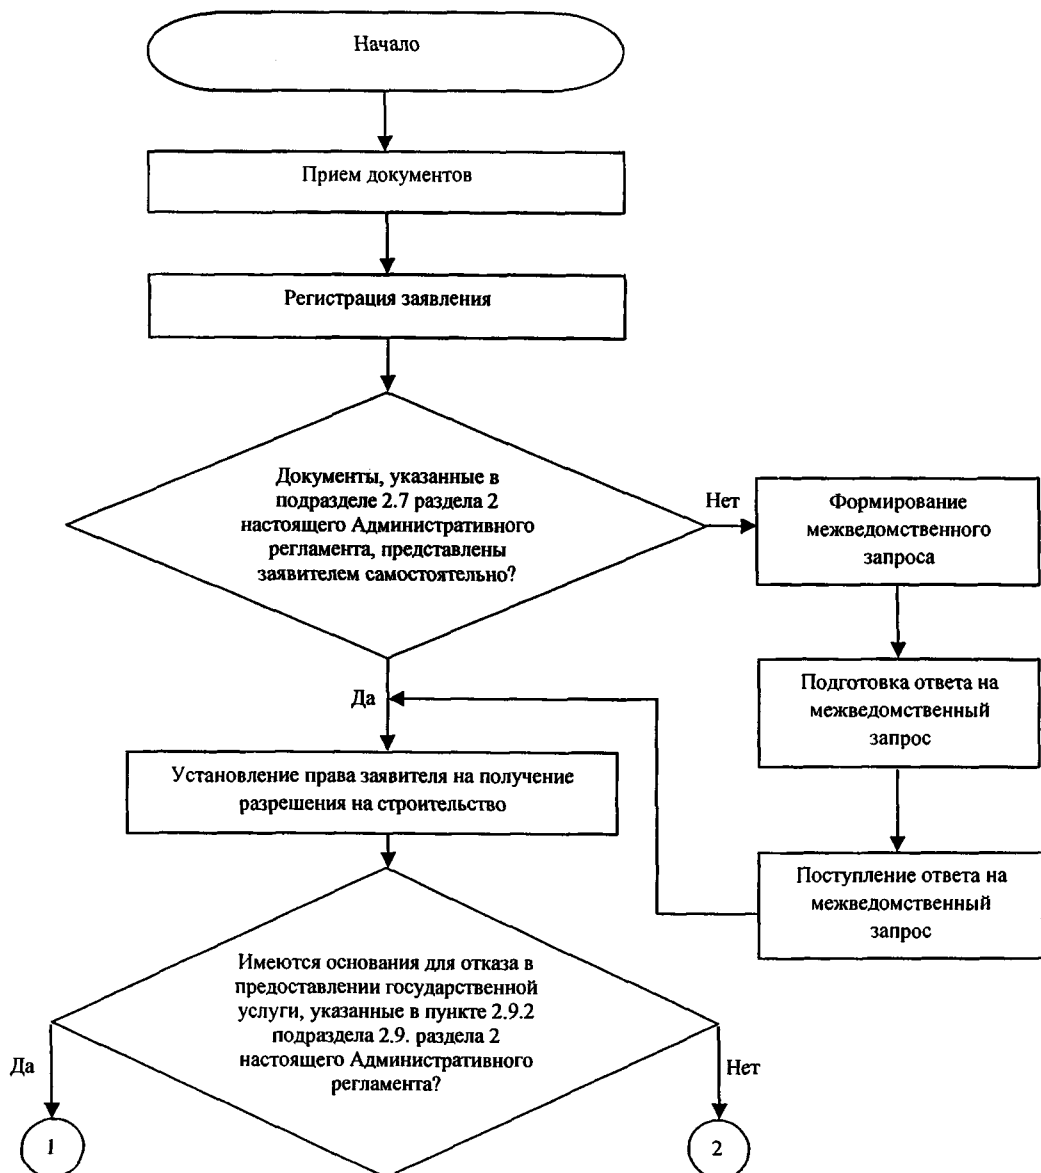 Начало
Прием документов
Регистрация заявления
Документы, указанные в
подразделе 2.7 раздела 2
настоящего Административного
регламента, представлены
заявителем самостоятельно?
Нет
Формирование
межведомственного
запроса
Подготовка ответа на
межведомственный
запрос
Да
Установление права заявителя на получение
разрешения на строительство
Поступление ответа на
межведомственный
запрос
Имеются основания для отказа в
предоставлении государственной
услуги, указанные в пункте 2.9.2
подраздела 2.9. раздела 2
настоящего Административного
регламента?
Да
Нет
1
2